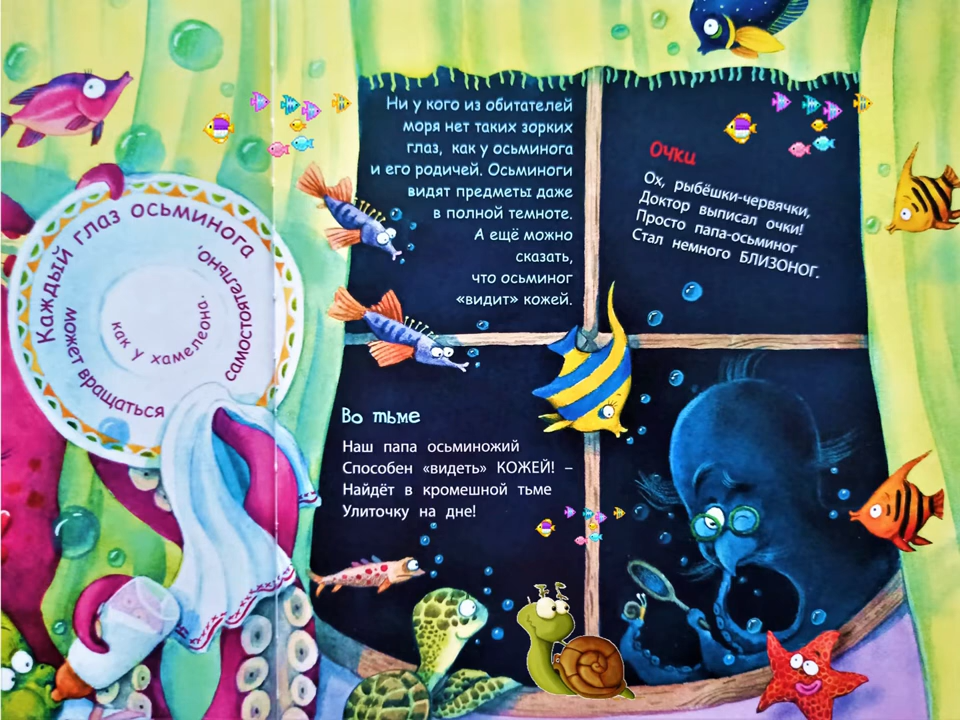 Каждый глаз осьминога
может вращаться
самостоятельно,
как у хамелеона.
Ни у кого из обитателей
моря нет таких зорких
глаз, как у осьминога
и его родичей. Осьминоги
видят предметы даже
в полной темноте.
А ещё можно
сказать,
что осьминог
«видит» кожей.
Очки
Ох, рыбёшки-червячки,
Доктор выписал очки!
Просто папа-осьминог
Стал немного БЛИЗОНОГ.
Во тьме
Наш папа осьминожий
Способен «видеть» КОЖЕЙ! –
Найдёт в кромешной тьме
Улиточку на дне!